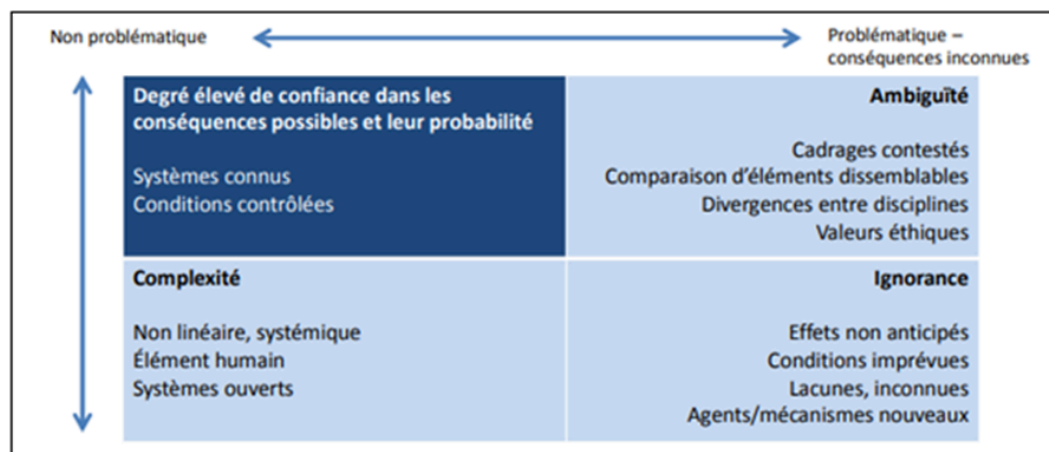 Non problématique
Problématique –
conséquences inconnues
Degré élevé de confiance dans les
conséquences possibles et leur probabilité
Systèmes connus
Conditions contrôlées
Ambiguïté
Cadrages contestés
Comparaison d'éléments dissemblables
Divergences entre disciplines
Valeurs éthiques
Complexité
Non linéaire, systémique
Élément humain
Systèmes ouverts
Ignorance
Effets non anticipés
Conditions imprévues
Lacunes, inconnues
Agents/mécanismes nouveaux